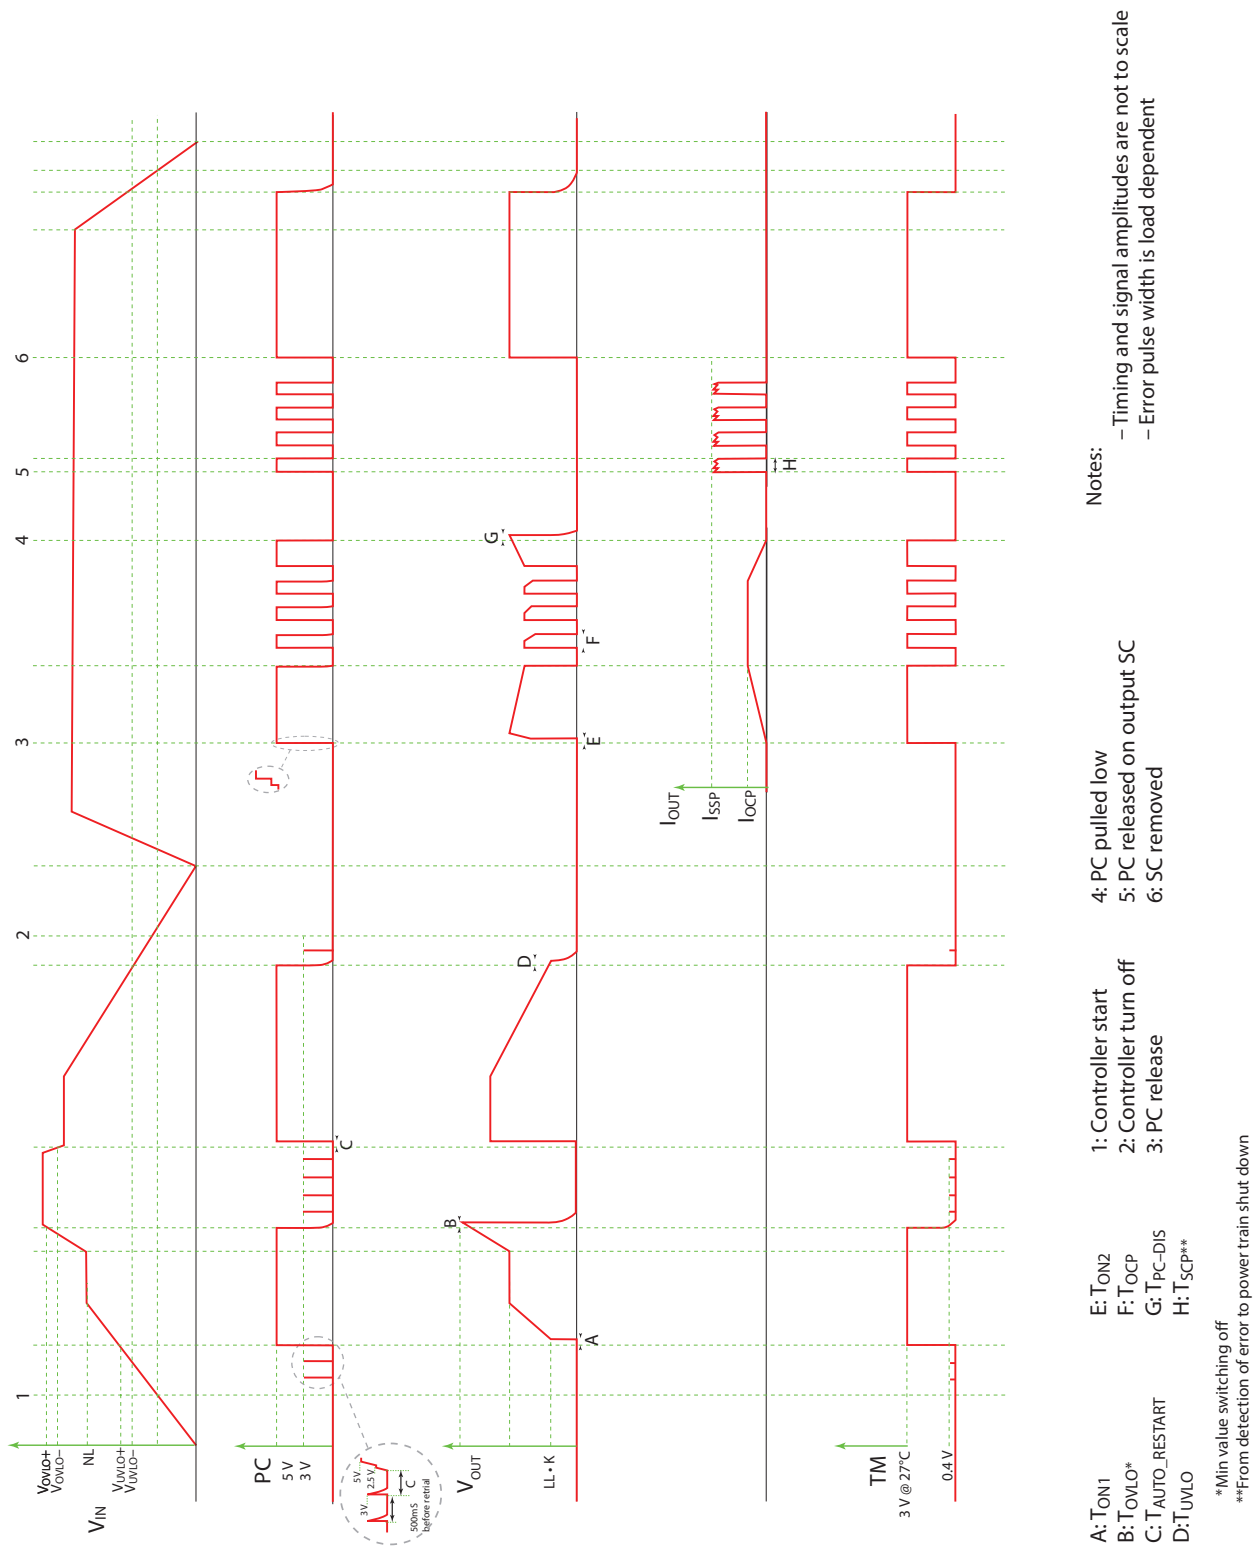 1
2
3
4
5
6
V_IN
V_OVLO+
V_OVLO–
NL
V_UVLO+
V_UVLO–
PC
5 V
3 V
3V
5V
2.5 V
500mS
before retrial
C
C
V_OUT
LL • K
A
B
D
E
F
G
I_OUT
I_SSP
I_OCP
H
TM
3 V @ 27°C
0.4 V
A: T_ON1
B: T_OVLO*
C: T_AUTO_RESTART
D:T_UVLO
E: T_ON2
F: T_OCP
G: T_PC–DIS
H: T_SCP**
1: Controller start
2: Controller turn off
3: PC release
4: PC pulled low
5: PC released on output SC
6: SC removed
Notes:
– Timing and signal amplitudes are not to scale
– Error pulse width is load dependent
*Min value switching off
**From detection of error to power train shut down